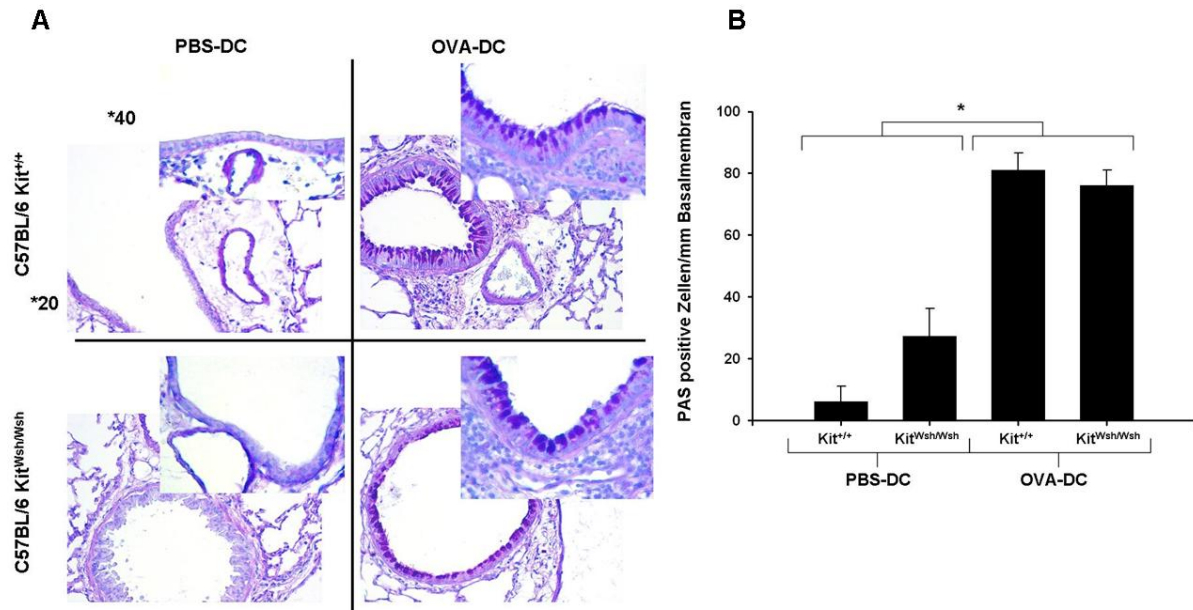 A
B
PBS-DC
OVA-DC
*40
*20
C57BL/6 Kit+/+
C57BL/6 KitWsh/Wsh
PAS positive Zellen/mm Basalmembran
100
80
60
40
20
0
*
Kit+/+
KitWsh/Wsh
Kit+/+
KitWsh/Wsh
PBS-DC
OVA-DC